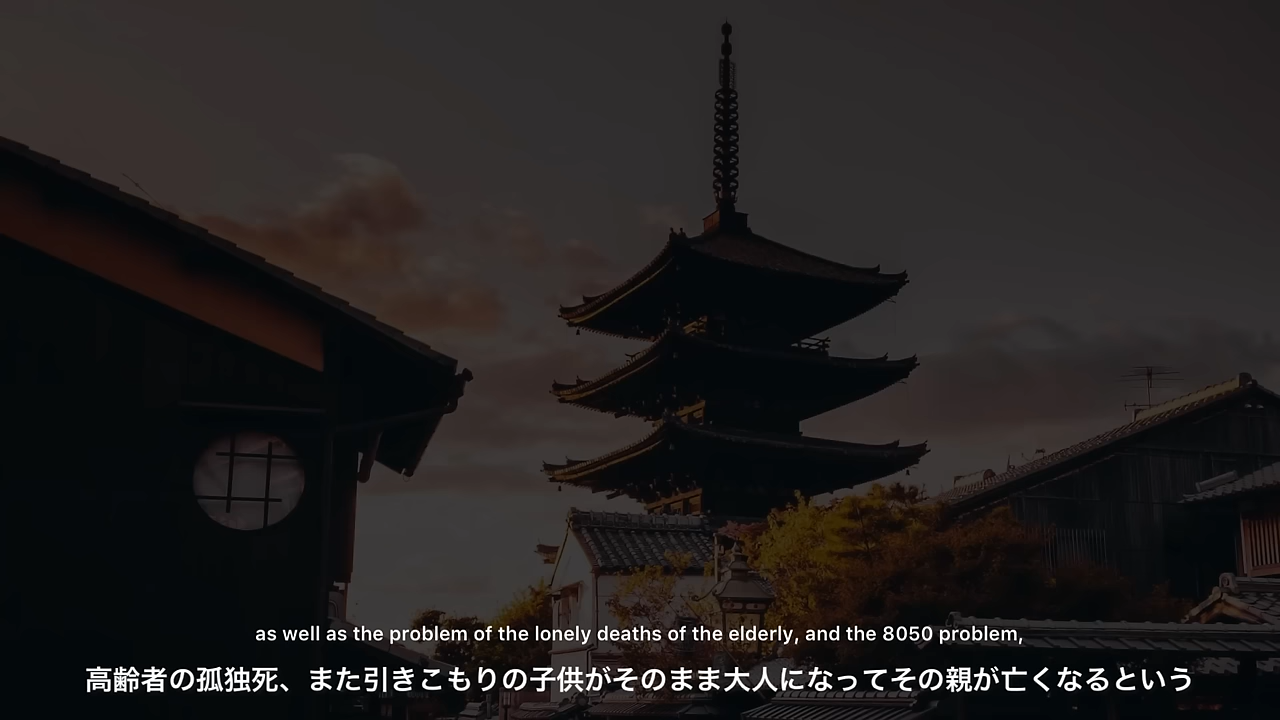 as well as the problem of the lonely deaths of the elderly, and the 8050 problem,
高齢者の孤独死、また引きこもりの子供がそのまま大人になってその親が亡くなるという